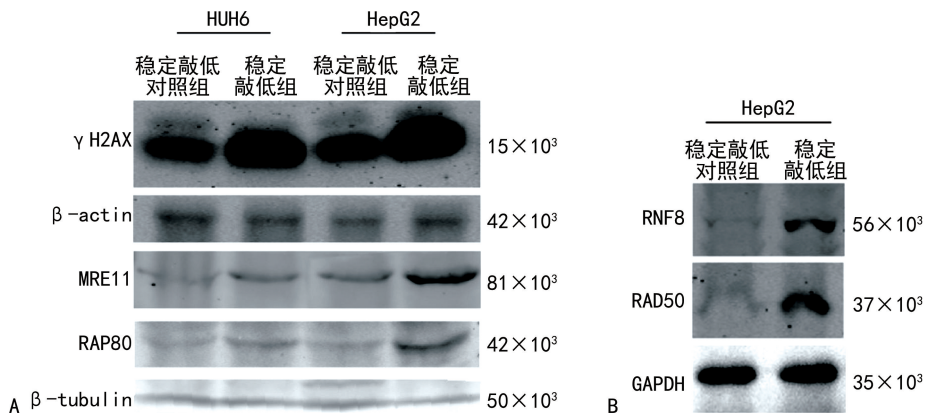 HUH6 HepG2
稳定敲低 稳定 稳定敲低 稳定
对照组 敲低组 对照组 敲低组
γH2AX 15×10³
β-actin 42×10³
MRE11 81×10³
RAP80 42×10³
β-tubulin 50×10³
A
HepG2
稳定敲低 稳定
对照组 敲低组
RNF8 56×10³
RAD50 37×10³
GAPDH 35×10³
B